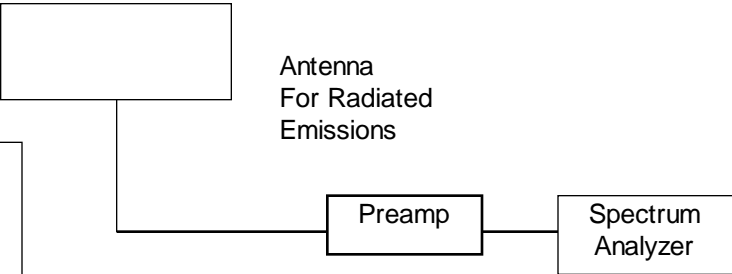 Antenna
For Radiated
Emissions
Preamp
Spectrum
Analyzer